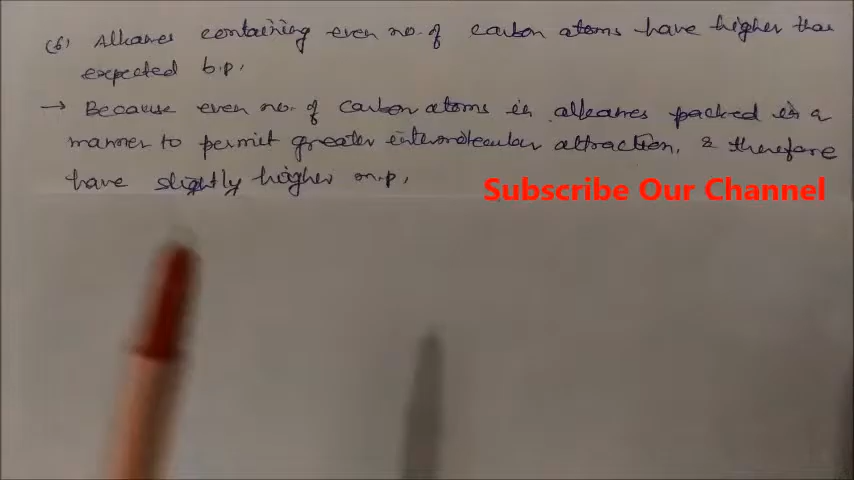 (6) Alkanes containing even no. of carbon atoms have higher than
expected b.p.
→ Because even no. of carbon atoms in alkanes packed in a
manner to permit greater intermolecular attraction, & therefore
have slightly higher m.p.
Subscribe Our Channel